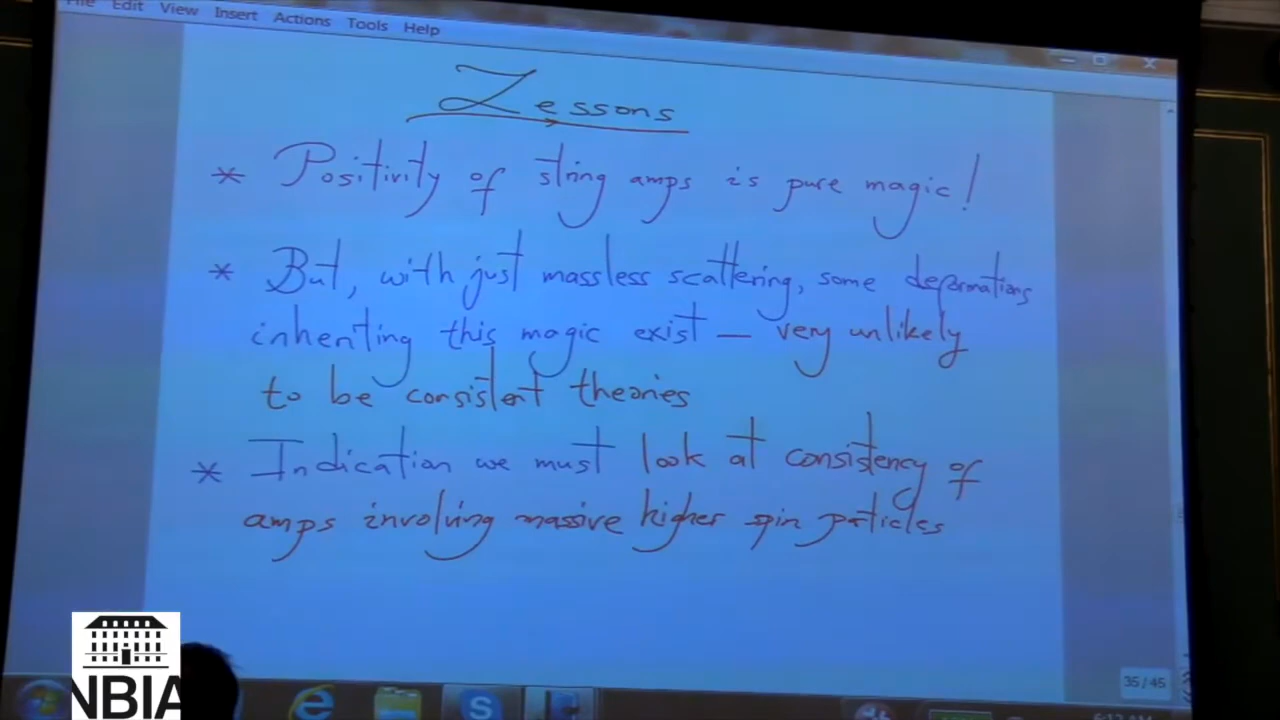 File Edit View Insert Actions Tools Help
Lessons
* Positivity of string amps is pure magic!
* But, with just massless scattering, some deformations
inheriting this magic exist — very unlikely
to be consistent theories
* Indication we must look at consistency of
amps involving massive higher spin particles
35/45
NBIA